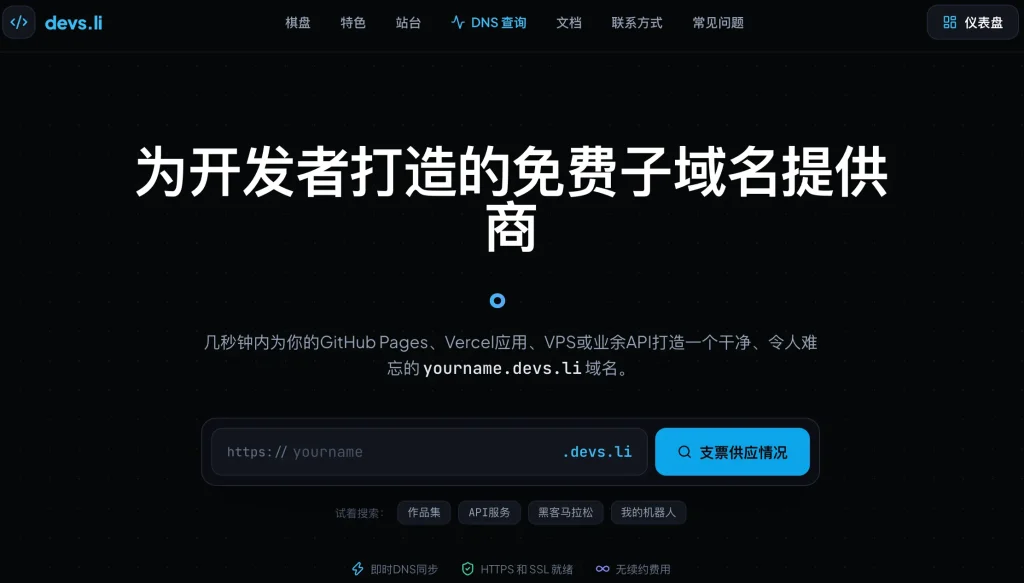 devs.li
棋盘
特色
站台
DNS 查询
文档
联系方式
常见问题
仪表盘
为开发者打造的免费子域名提供
商
几秒钟内为你的GitHub Pages、Vercel应用、VPS或业余API打造一个干净、令人难
忘的 yourname.devs.li 域名。
https:// yourname
.devs.li
支票供应情况
试着搜索：
作品集
API服务
黑客马拉松
我的机器人
即时DNS同步
HTTPS 和 SSL 就绪
无续约费用